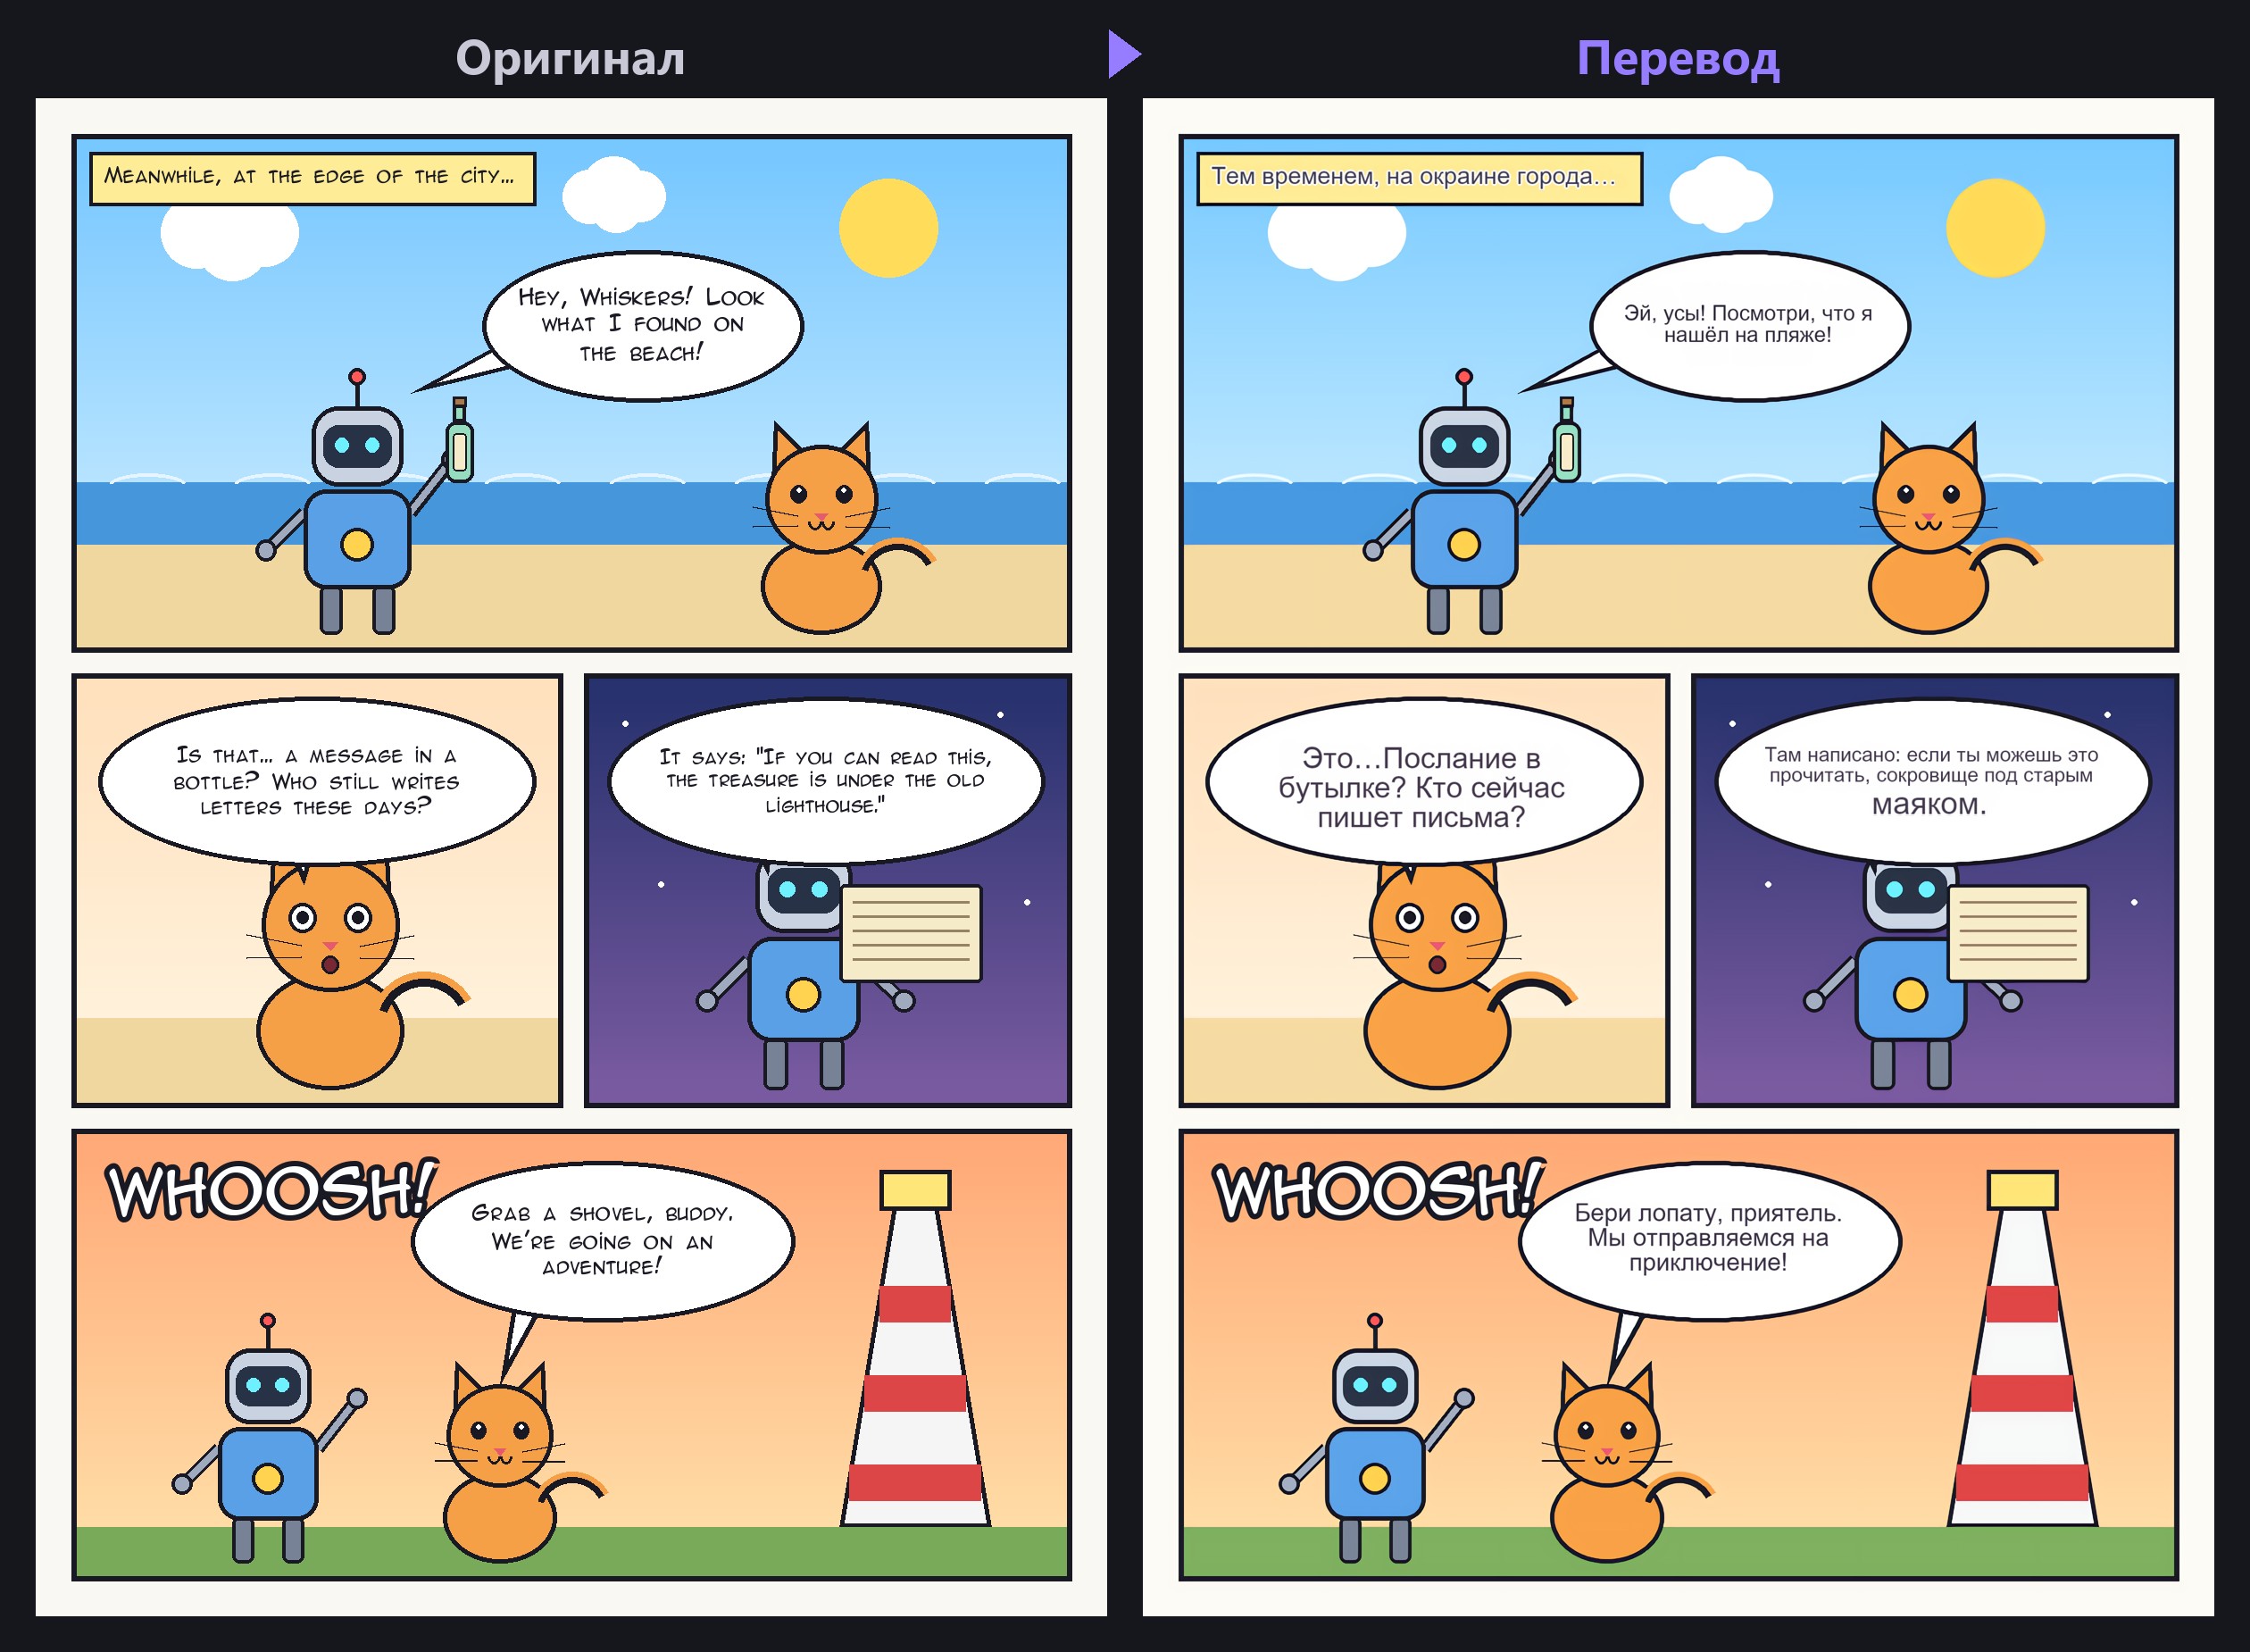 Оригинал
Перевод
Meanwhile, at the edge of the city...
Hey, Whiskers! Look
what I found on
the beach!
Is that... a message in a
bottle? Who still writes
letters these days?
It says: "If you can read this,
the treasure is under the old
lighthouse."
WHOOSH!
Grab a shovel, buddy.
We're going on an
adventure!
Тем временем, на окраине города...
Эй, усы! Посмотри, что я
нашёл на пляже!
Это...Послание в
бутылке? Кто сейчас
пишет письма?
Там написано: если ты можешь это
прочитать, сокровище под старым
маяком.
WHOOSH!
Бери лопату, приятель.
Мы отправляемся на
приключение!